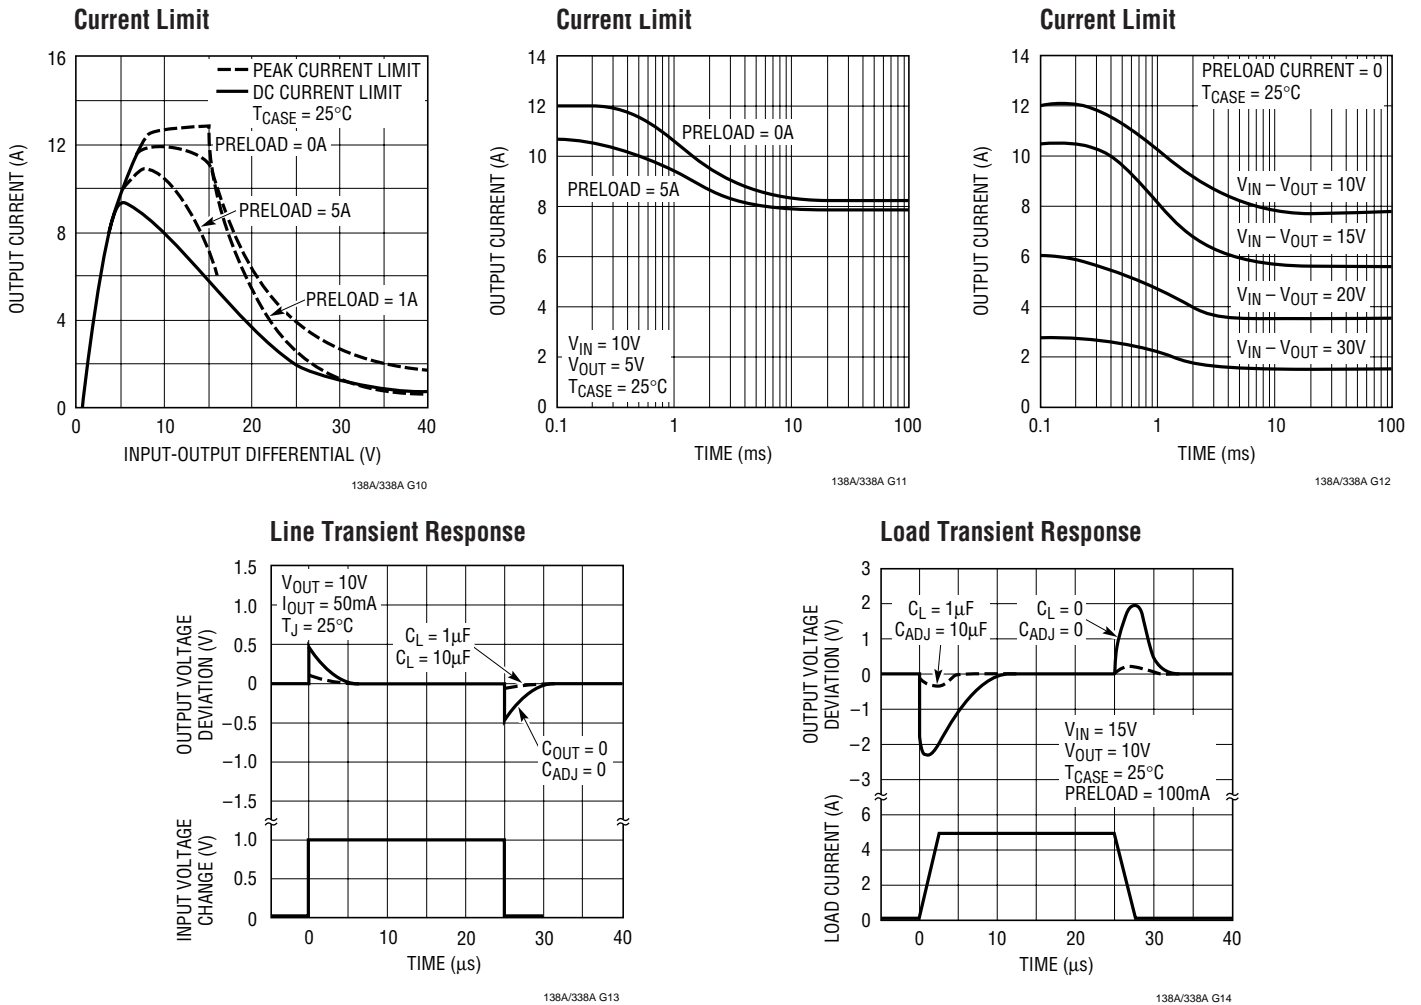 Current Limit
16
12
8
4
0
OUTPUT CURRENT (A)
PEAK CURRENT LIMIT
DC CURRENT LIMIT
TCASE = 25°C
PRELOAD = 0A
PRELOAD = 5A
PRELOAD = 1A
0
10
20
30
40
INPUT-OUTPUT DIFFERENTIAL (V)
138A/338A G10
Current Limit
14
12
10
8
6
4
2
0
OUTPUT CURRENT (A)
PRELOAD = 0A
PRELOAD = 5A
VIN = 10V
VOUT = 5V
TCASE = 25°C
0.1
1
10
100
TIME (ms)
138A/338A G11
Current Limit
14
12
10
8
6
4
2
0
OUTPUT CURRENT (A)
PRELOAD CURRENT = 0
TCASE = 25°C
VIN – VOUT = 10V
VIN – VOUT = 15V
VIN – VOUT = 20V
VIN – VOUT = 30V
0.1
1
10
100
TIME (ms)
138A/338A G12
Line Transient Response
1.5
1.0
0.5
0
–0.5
–1.0
–1.5
OUTPUT VOLTAGE
DEVIATION (V)
VOUT = 10V
IOUT = 50mA
TJ = 25°C
CL = 1µF
CL = 10µF
COUT = 0
CADJ = 0
1.0
0.5
0
INPUT VOLTAGE
CHANGE (V)
0
10
20
30
40
TIME (µs)
138A/338A G13
Load Transient Response
3
2
1
0
–1
–2
–3
OUTPUT VOLTAGE
DEVIATION (V)
CL = 1µF
CADJ = 10µF
CL = 0
CADJ = 0
VIN = 15V
VOUT = 10V
TCASE = 25°C
PRELOAD = 100mA
6
4
2
0
LOAD CURRENT (A)
0
10
20
30
40
TIME (µs)
138A/338A G14